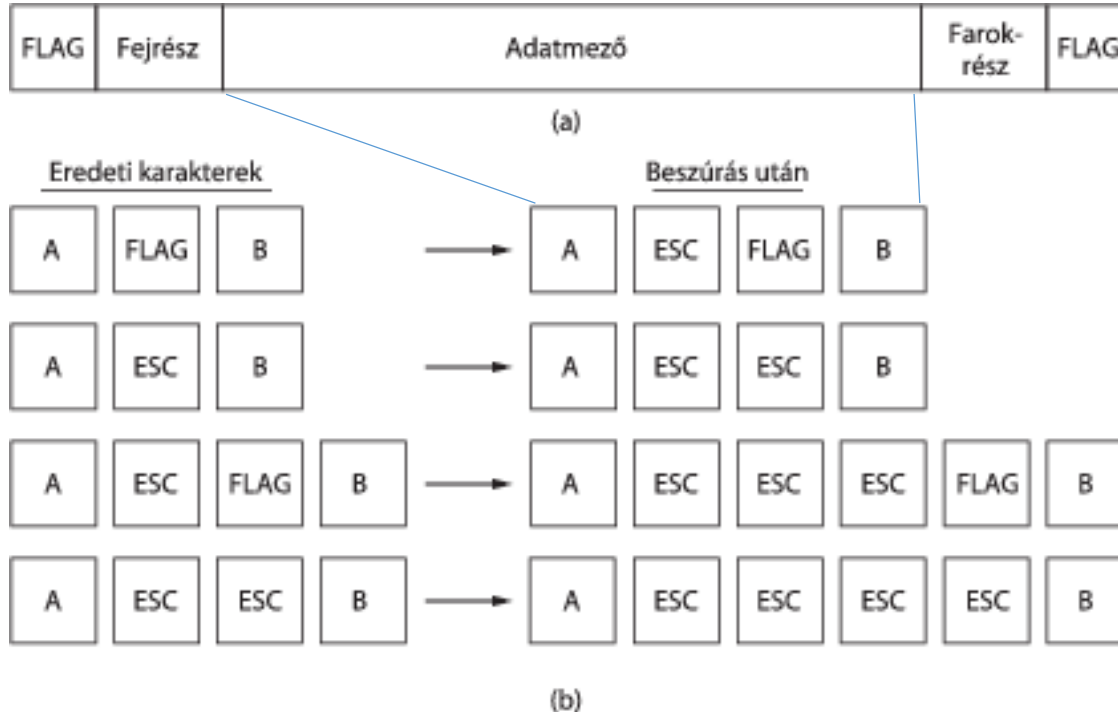 FLAG Fejrész Adatmező Farok-
rész FLAG
(a)
Eredeti karakterek Beszúrás után
A FLAG B A ESC FLAG B
A ESC B A ESC ESC B
A ESC FLAG B A ESC ESC ESC FLAG B
A ESC ESC B A ESC ESC ESC ESC B
(b)